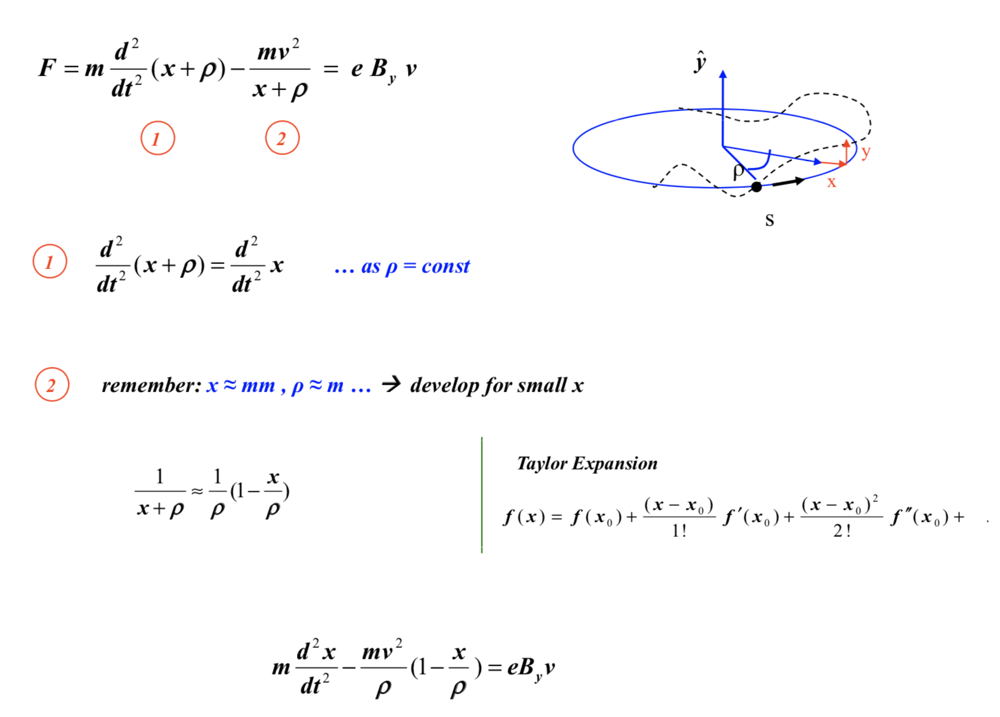 F = m d²/dt² (x + ρ) − mv²/(x + ρ) = e B_y v
1 2
ŷ
ρ
y
x
s
1 d²/dt² (x + ρ) = d²/dt² x … as ρ = const
2 remember: x ≈ mm , ρ ≈ m … → develop for small x
1/(x + ρ) ≈ 1/ρ (1 − x/ρ)
Taylor Expansion
f(x) = f(x₀) + (x − x₀)/1! f′(x₀) + (x − x₀)²/2! f″(x₀) + .
m d²x/dt² − mv²/ρ (1 − x/ρ) = eB_y v